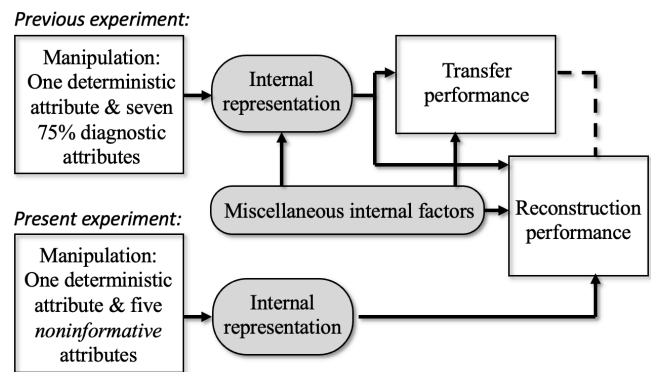 Previous experiment:
Manipulation:
One deterministic
attribute & seven
75% diagnostic
attributes
Internal
representation
Transfer
performance
Miscellaneous internal factors
Reconstruction
performance
Present experiment:
Manipulation:
One deterministic
attribute & five
noninformative
attributes
Internal
representation